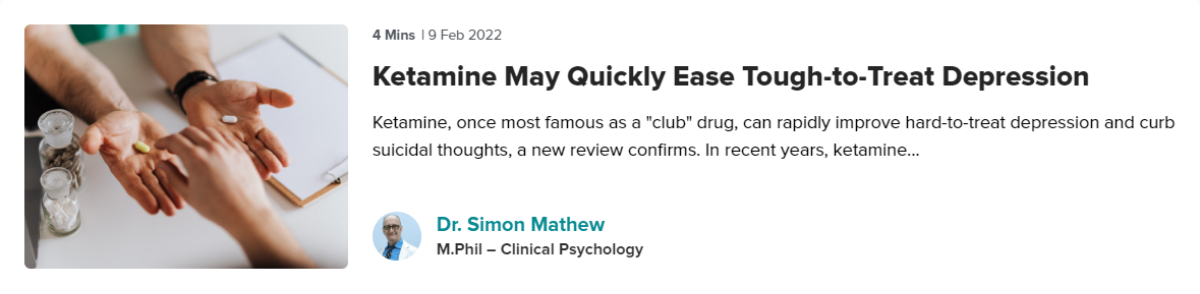 4 Mins | 9 Feb 2022
Ketamine May Quickly Ease Tough-to-Treat Depression
Ketamine, once most famous as a "club" drug, can rapidly improve hard-to-treat depression and curb
suicidal thoughts, a new review confirms. In recent years, ketamine...
Dr. Simon Mathew
M.Phil – Clinical Psychology